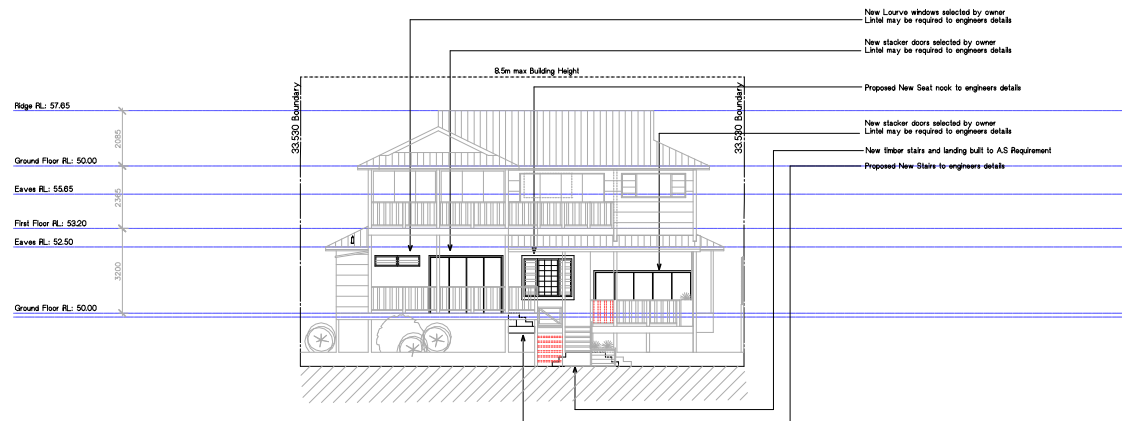 New Lourve windows selected by owner
Lintel may be required to engineers details
New stacker doors selected by owner
Lintel may be required to engineers details
8.5m max Building Height
Proposed New Seat nook to engineers details
33.530 Boundary
33.530 Boundary
Ridge RL: 57.65
2085
New stacker doors selected by owner
Lintel may be required to engineers details
New timber stairs and landing built to A.S Requirement
Ground Floor RL: 50.00
Proposed New Stairs to engineers details
Eaves RL: 55.65
2365
First Floor RL: 53.20
Eaves RL: 52.50
3200
Ground Floor RL: 50.00